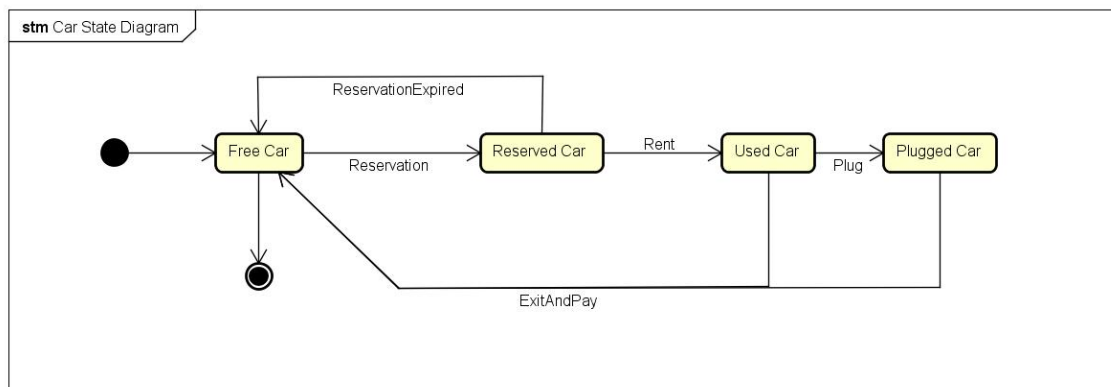 stm Car State Diagram
ReservationExpired
Free Car
Reservation
Reserved Car
Rent
Used Car
Plug
Plugged Car
ExitAndPay